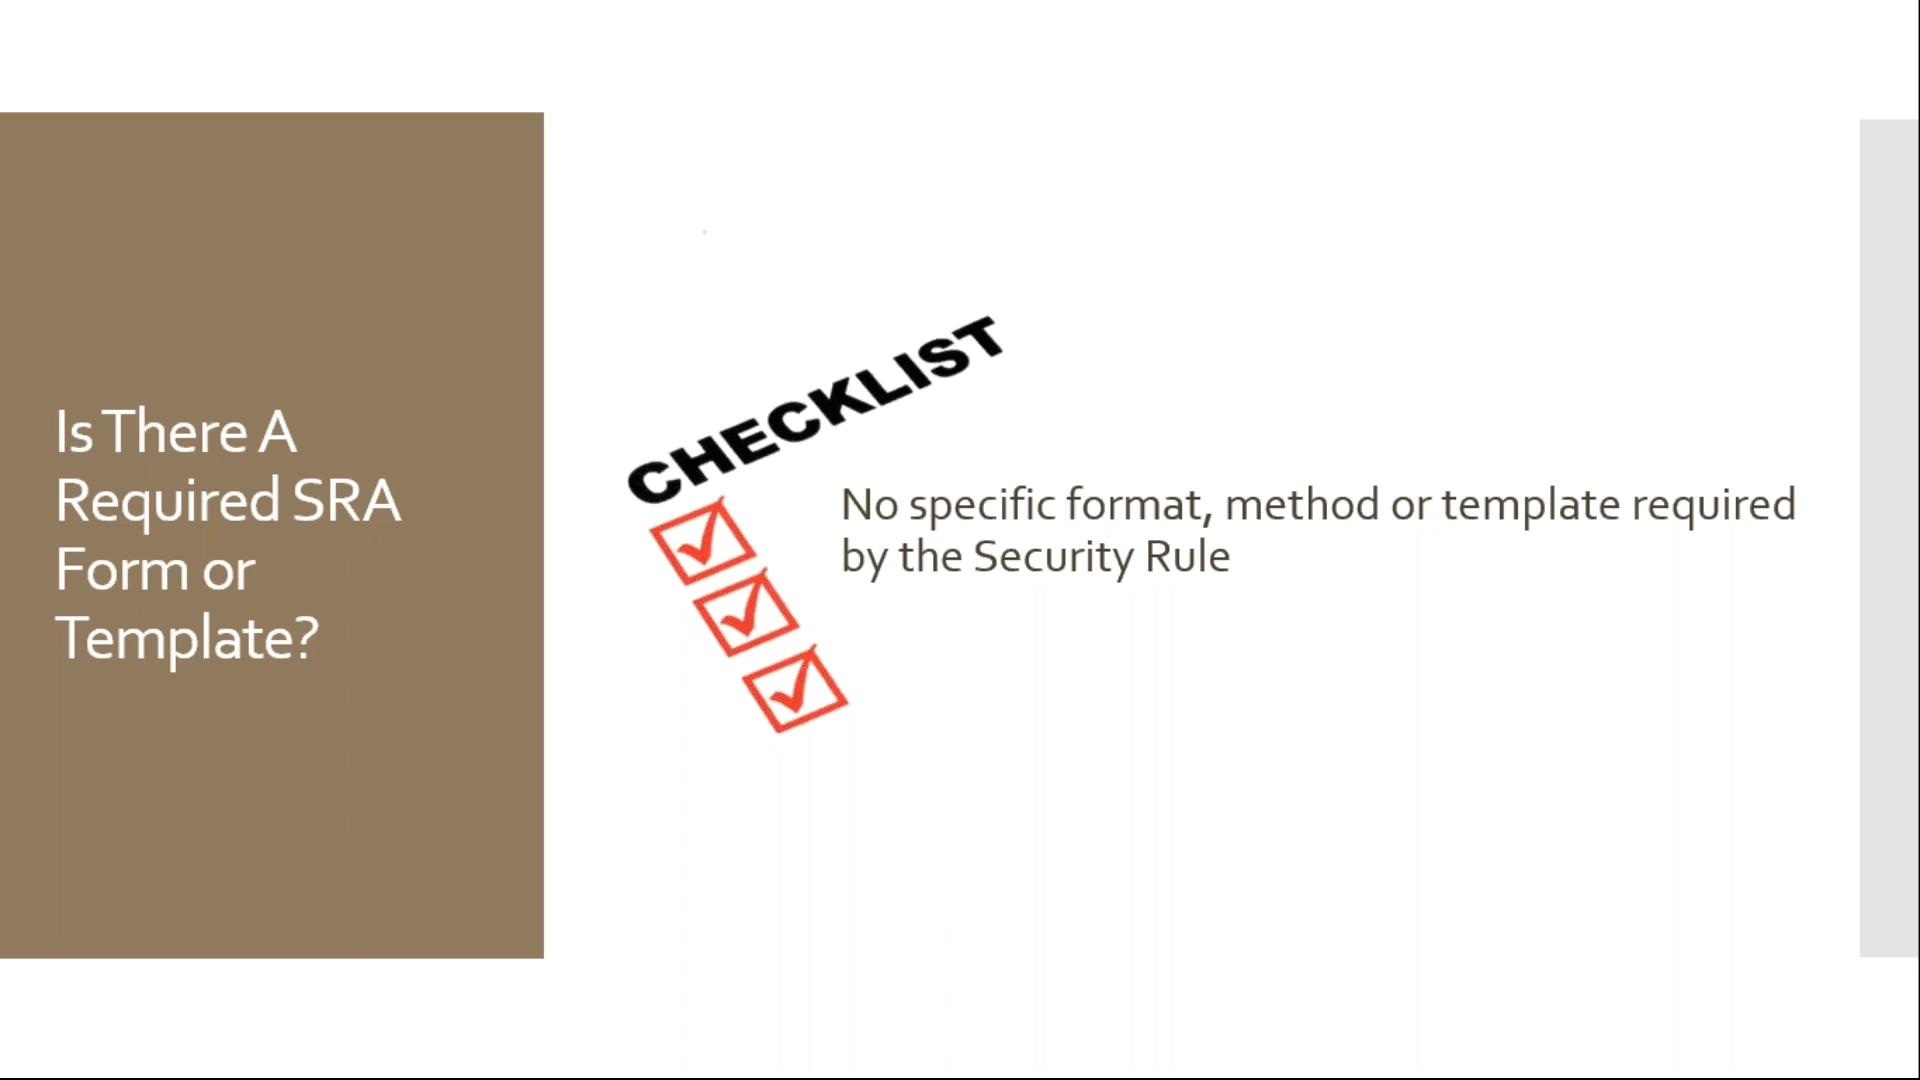 Is There A
Required SRA
Form or
Template?
CHECKLIST
No specific format, method or template required
by the Security Rule